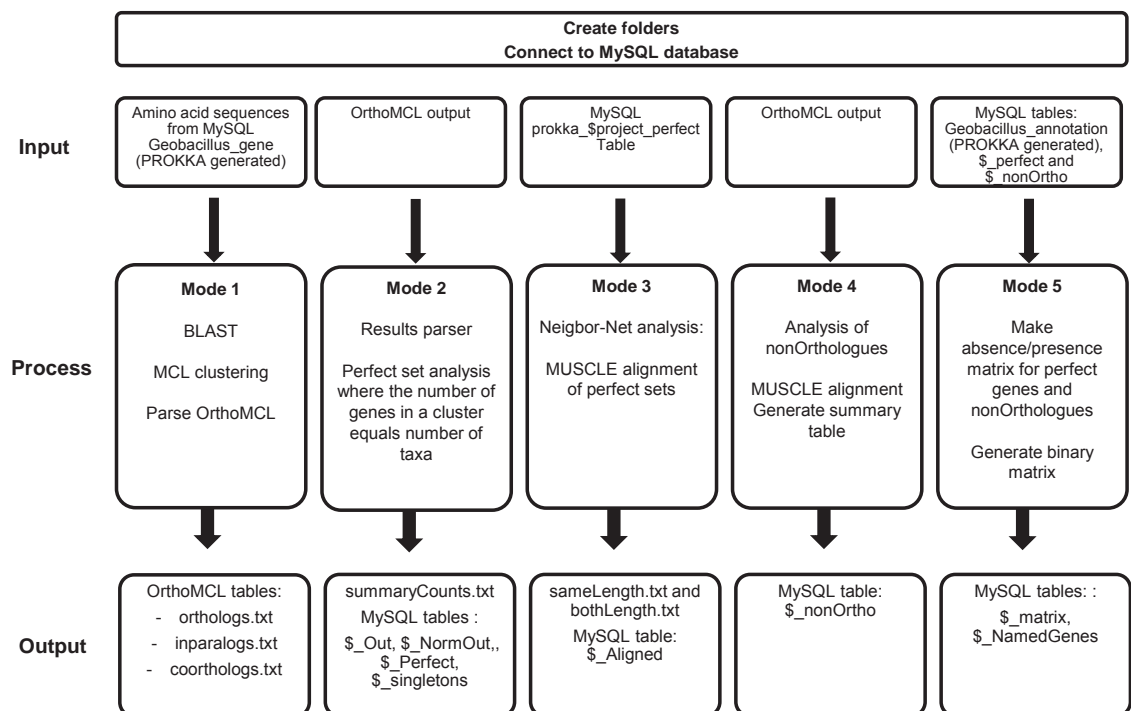 Create folders
Connect to MySQL database
Input
Amino acid sequences
from MySQL
Geobacillus_gene
(PROKKA generated)
OrthoMCL output
MySQL
prokka_$project_perfect
Table
OrthoMCL output
MySQL tables:
Geobacillus_annotation
(PROKKA generated),
$_perfect and
$_nonOrtho
Process
Mode 1
BLAST
MCL clustering
Parse OrthoMCL
Mode 2
Results parser
Perfect set analysis
where the number of
genes in a cluster
equals number of
taxa
Mode 3
Neigbor-Net analysis:
MUSCLE alignment
of perfect sets
Mode 4
Analysis of
nonOrthologues
MUSCLE alignment
Generate summary
table
Mode 5
Make
absence/presence
matrix for perfect
genes and
nonOrthologues
Generate binary
matrix
Output
OrthoMCL tables:
- orthologs.txt
- inparalogs.txt
- coorthologs.txt
summaryCounts.txt
MySQL tables :
$_Out, $_NormOut,,
$_Perfect,
$_singletons
sameLength.txt and
bothLength.txt
MySQL table:
$_Aligned
MySQL table:
$_nonOrtho
MySQL tables: :
$_matrix,
$_NamedGenes